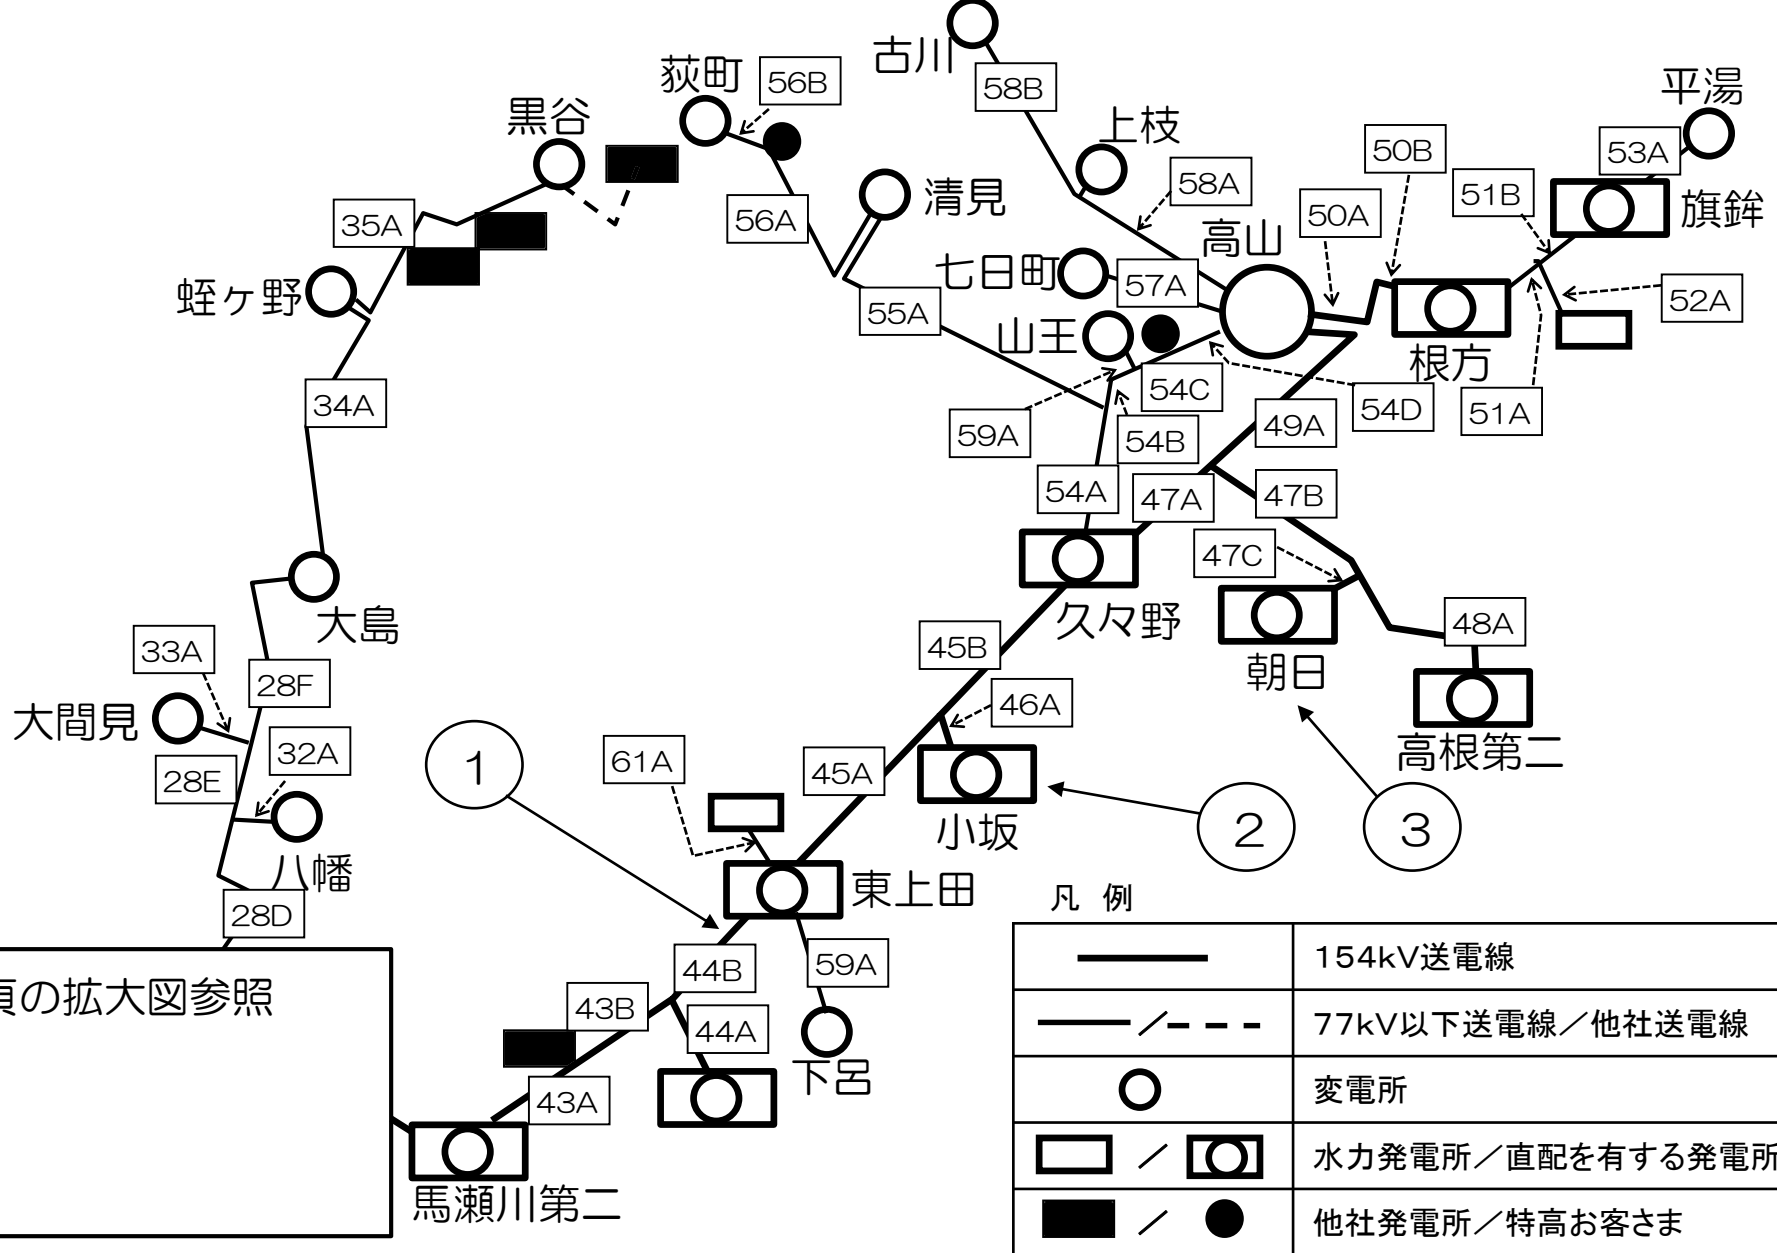 古川
58B
荻町
56B
平湯
黒谷
上枝
50B
53A
58A
51B
清見
旗鉾
56A
50A
35A
高山
七日町
57A
蛭ヶ野
52A
55A
山王
根方
54C
34A
54D
51A
49A
59A
54B
54A
47A
47B
47C
大島
久々野
48A
33A
45B
朝日
28F
46A
大間見
高根第二
32A
61A
1
45A
28E
2
3
小坂
八幡
東上田
凡 例
28D
154kV送電線
44B
59A
頁の拡大図参照
43B
77kV以下送電線／他社送電線
44A
下呂
変電所
43A
水力発電所／直配を有する発電所
馬瀬川第二
他社発電所／特高お客さま